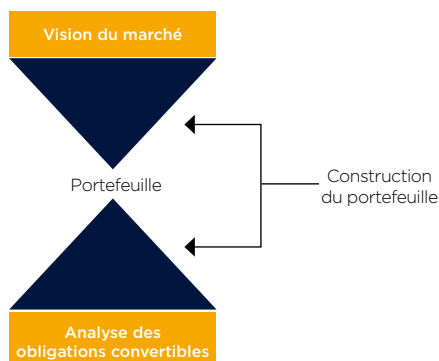 Vision du marché
Portefeuille
Construction
du portefeuille
Analyse des
obligations convertibles